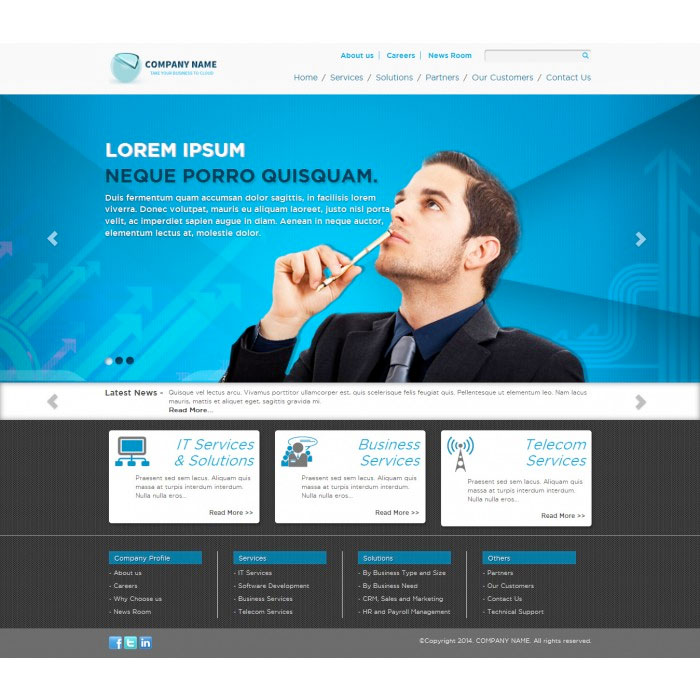 COMPANY NAME
TAKE YOUR BUSINESS TO CLOUD
About us | Careers | News Room
Home / Services / Solutions / Partners / Our Customers / Contact Us
LOREM IPSUM
NEQUE PORRO QUISQUAM.
Duis fermentum quam accumsan dolor sagittis, in facilisis lorem
viverra. Donec volutpat, mauris eu aliquam laoreet, justo nisl porta
velit, ac imperdiet sapien augue in diam. Aenean in neque auctor,
elementum lectus at, molestie dolor.
Latest News - Quisque vel lectus arcu. Vivamus porttitor ullamcorper est, quis scelerisque felis feugiat quis. Pellentesque ut elementum leo. Nam lacus
mauris, mattis et aliquet eget, sagittis gravida mi.
Read More...
IT Services
& Solutions
Praesent sed sem lacus. Aliquam quis
massa at turpis interdum interdum.
Nulla nulla eros...
Read More >>
Business
Services
Praesent sed sem lacus. Aliquam quis
massa at turpis interdum interdum.
Nulla nulla eros...
Read More >>
Telecom
Services
Praesent sed sem lacus. Aliquam quis
massa at turpis interdum interdum.
Nulla nulla eros..
Read More >>
Company Profile
- About us
- Careers
- Why Choose us
- News Room
Services
- IT Services
- Software Development
- Business Services
- Telecom Services
Solutions
- By Business Type and Size
- By Business Need
- CRM, Sales and Marketing
- HR and Payroll Management
Others
- Partners
- Our Customers
- Contact Us
- Technical Support
f t in
©Copyright 2014. COMPANY NAME. All rights reserved.